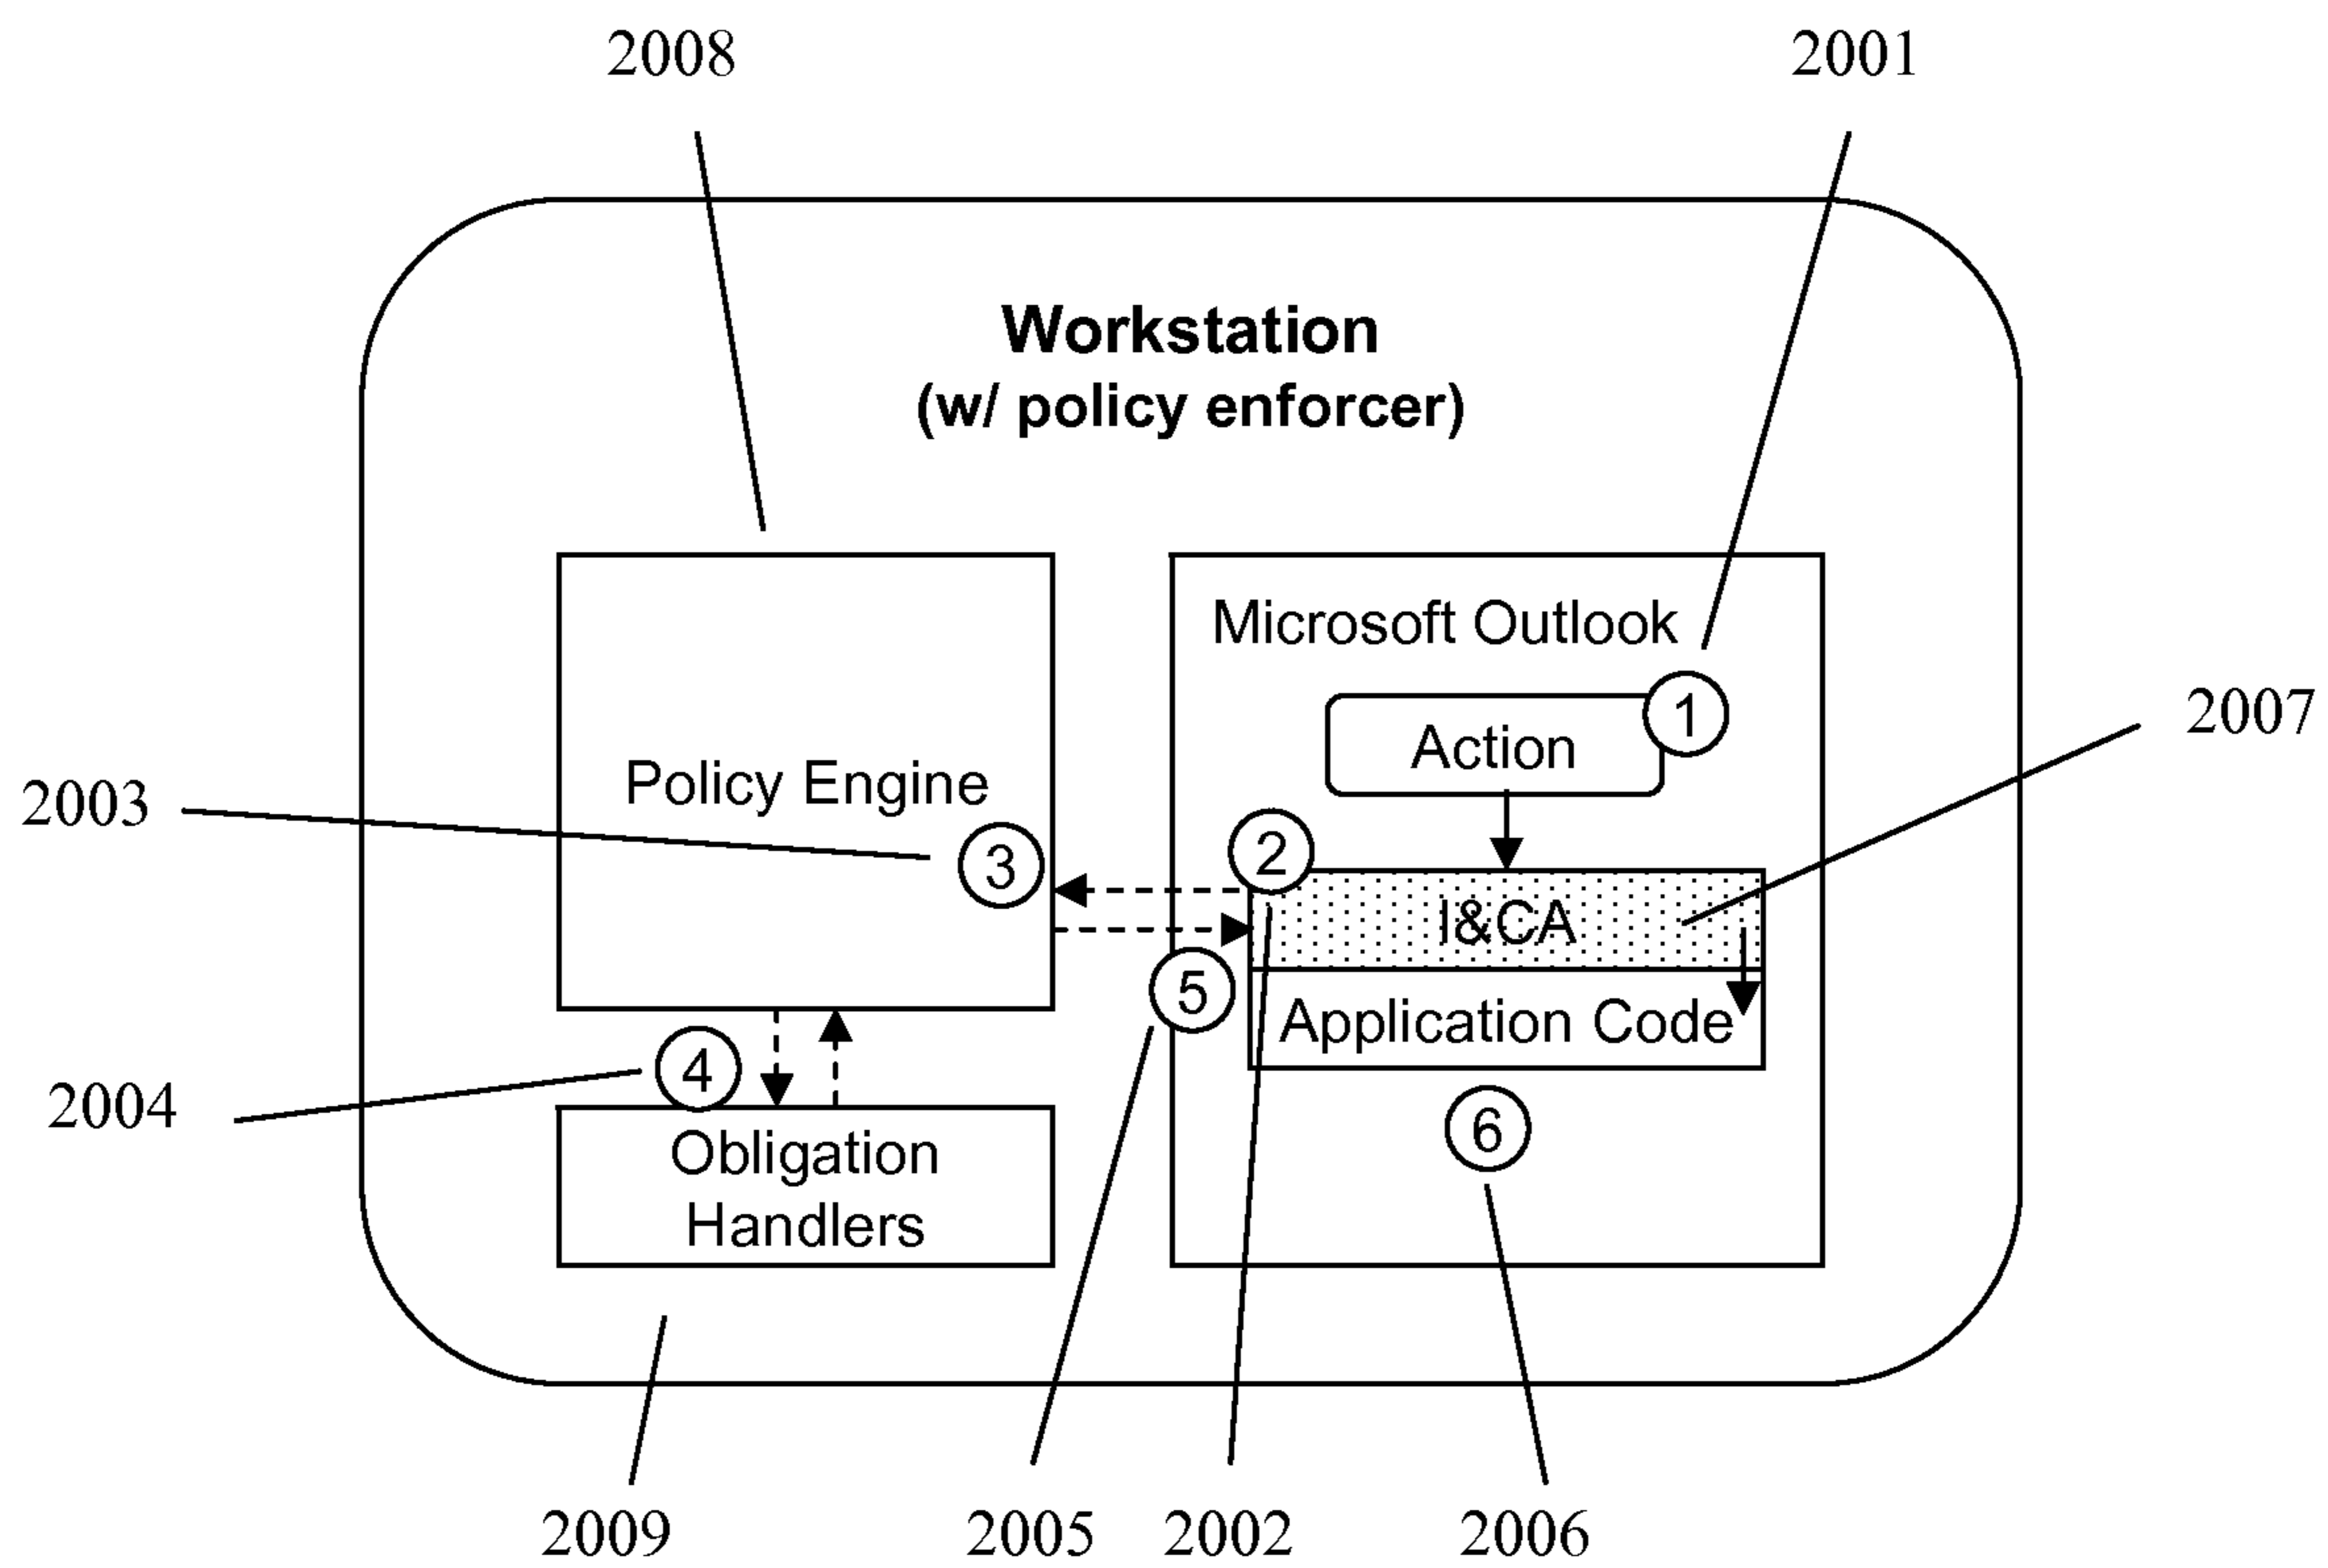 2008
2001
Workstation
(w/ policy enforcer)
Microsoft Outlook
1
Action
2007
Policy Engine
2003
3
2
I&CA
5
Application Code
4
2004
6
Obligation
Handlers
2009
2005
2002
2006